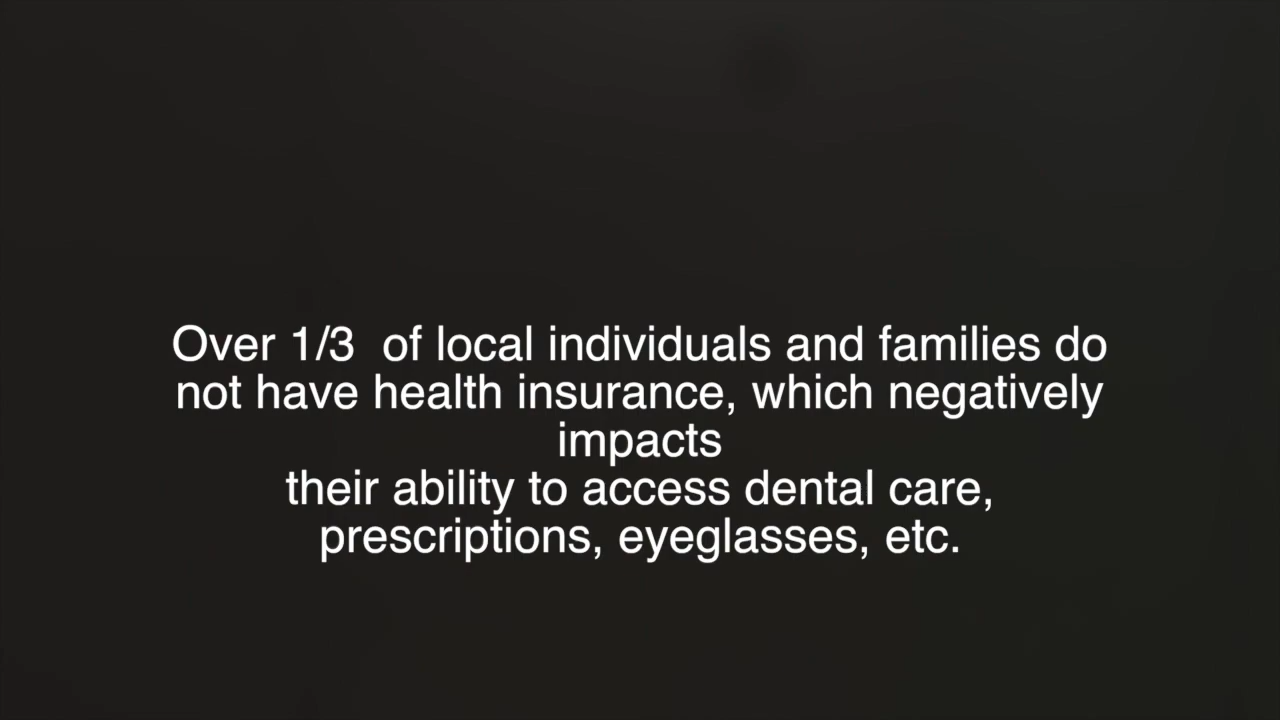 Over 1/3  of local individuals and families do
not have health insurance, which negatively
impacts
their ability to access dental care,
prescriptions, eyeglasses, etc.